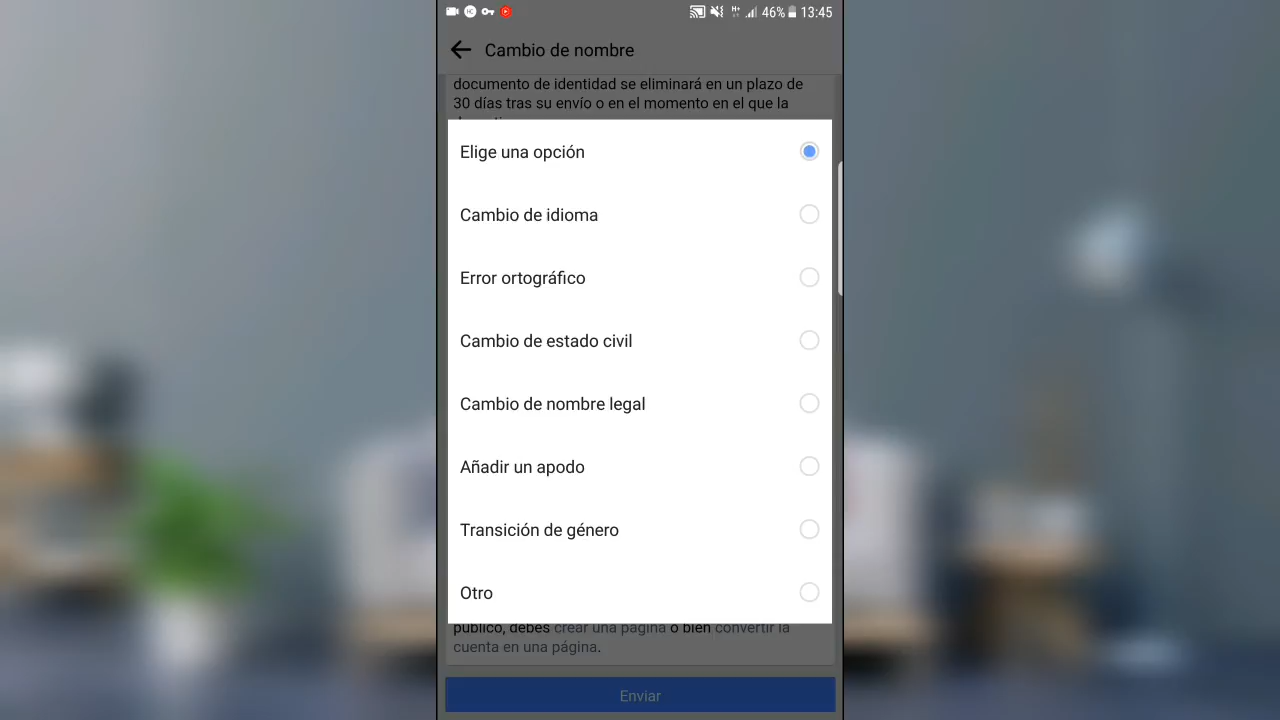 46% 13:45
Cambio de nombre
documento de identidad se eliminará en un plazo de
30 días tras su envío o en el momento en el que la
Elige una opción
Cambio de idioma
Error ortográfico
Cambio de estado civil
Cambio de nombre legal
Añadir un apodo
Transición de género
Otro
público, debes crear una página o bien convertir la
cuenta en una página.
Enviar